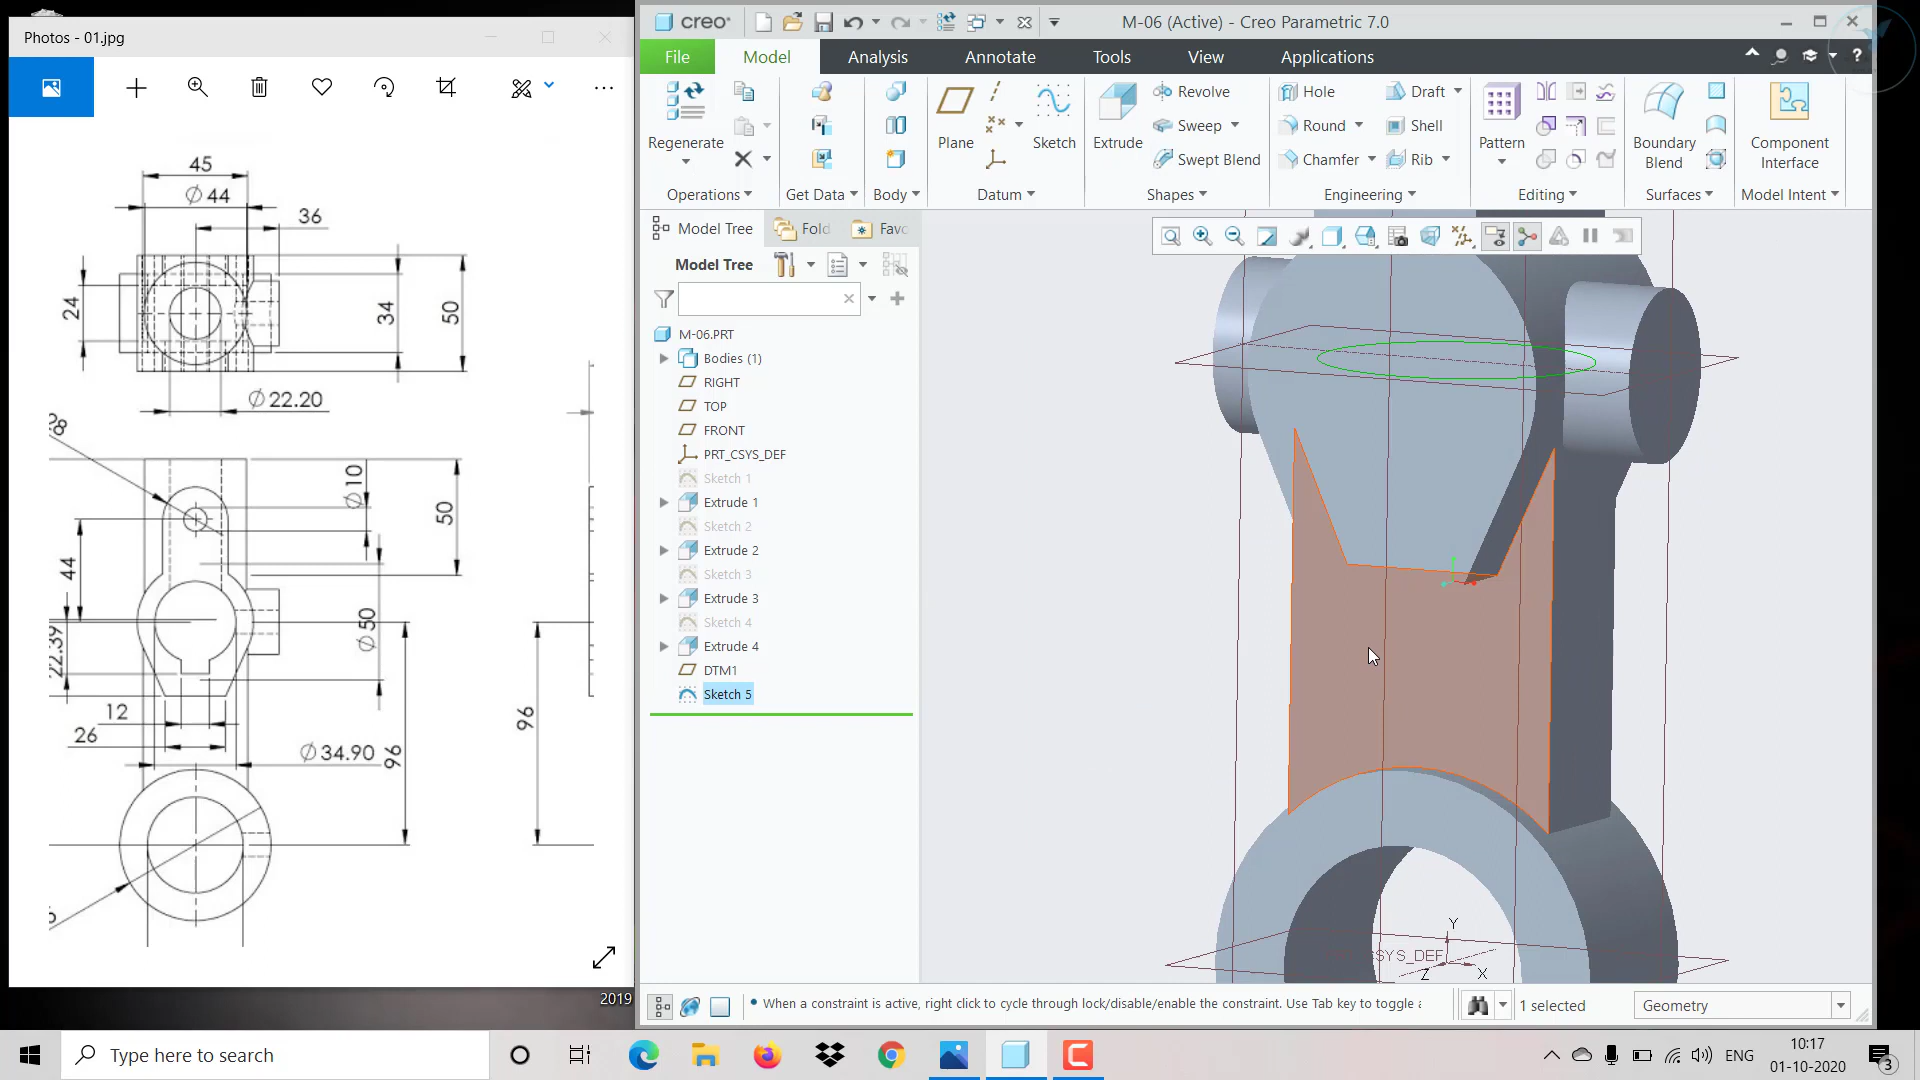 Photos - 01.jpg
45
Ø 44
36
24
34
50
Ø22.20
Ø10
50
44
Ø50
22.39
12
26
Ø34.90
96
96
2019
creo
M-06 (Active) - Creo Parametric 7.0
File
Model
Analysis
Annotate
Tools
View
Applications
Regenerate
Operations
Get Data
Body
Plane
Sketch
Datum
Extrude
Revolve
Sweep
Swept Blend
Shapes
Hole
Round
Chamfer
Draft
Shell
Rib
Engineering
Pattern
Editing
Boundary Blend
Surfaces
Component Interface
Model Intent
Model Tree
Fold
Favc
Model Tree
M-06.PRT
Bodies (1)
RIGHT
TOP
FRONT
PRT_CSYS_DEF
Sketch 1
Extrude 1
Sketch 2
Extrude 2
Sketch 3
Extrude 3
Sketch 4
Extrude 4
DTM1
Sketch 5
Y
CSYS_DEF
Z
X
When a constraint is active, right click to cycle through lock/disable/enable the constraint. Use Tab key to toggle a
1 selected
Geometry
Type here to search
ENG
10:17
01-10-2020
3